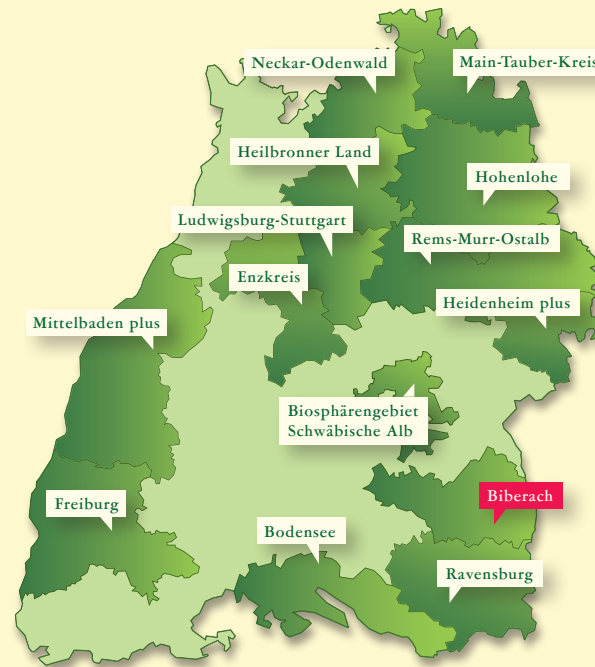 Neckar-Odenwald
Main-Tauber-Kreis
Heilbronner Land
Hohenlohe
Ludwigsburg-Stuttgart
Rems-Murr-Ostalb
Enzkreis
Heidenheim plus
Mittelbaden plus
Biosphärengebiet
Schwäbische Alb
Biberach
Freiburg
Bodensee
Ravensburg